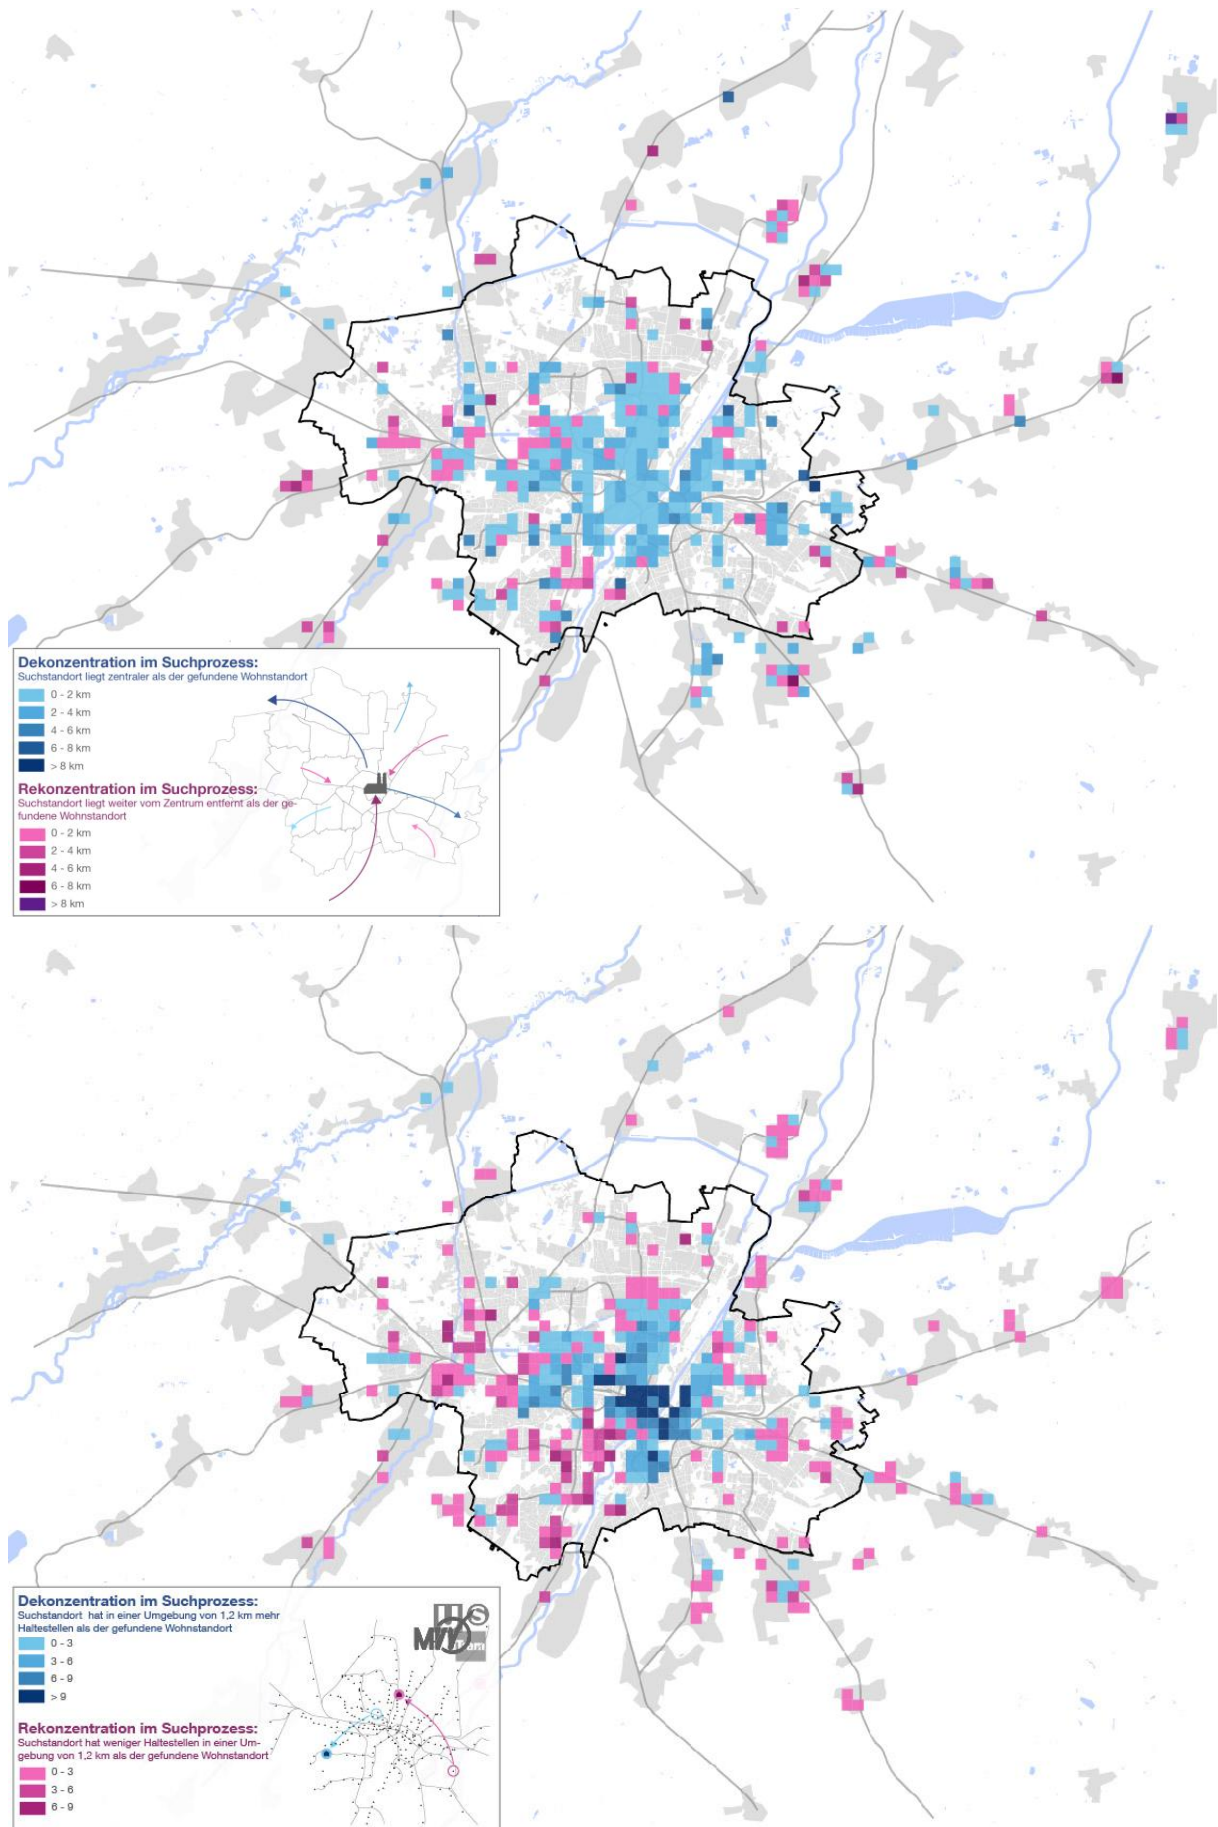 Dekonzentration im Suchprozess:
Suchstandort liegt zentraler als der gefundene Wohnstandort
0 - 2 km
2 - 4 km
4 - 6 km
6 - 8 km
> 8 km
Rekonzentration im Suchprozess:
Suchstandort liegt weiter vom Zentrum entfernt als der ge-
fundene Wohnstandort
0 - 2 km
2 - 4 km
4 - 6 km
6 - 8 km
> 8 km
Dekonzentration im Suchprozess:
Suchstandort hat in einer Umgebung von 1,2 km mehr
Haltestellen als der gefundene Wohnstandort
0 - 3
3 - 6
6 - 9
> 9
Rekonzentration im Suchprozess:
Suchstandort hat weniger Haltestellen in einer Um-
gebung von 1,2 km als der gefundene Wohnstandort
0 - 3
3 - 6
6 - 9